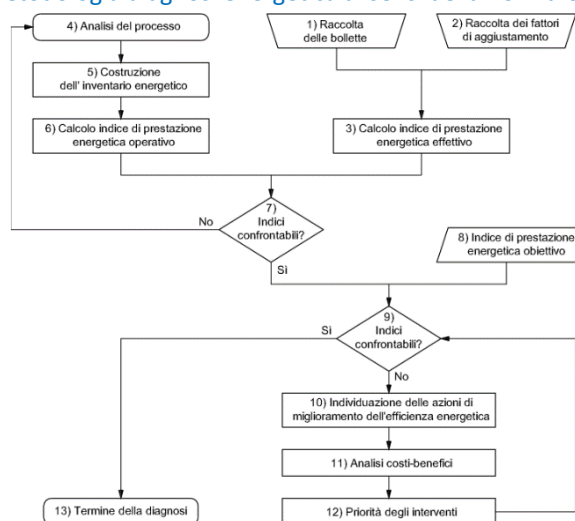 4) Analisi del processo
1) Raccolta
delle bollette
2) Raccolta dei fattori
di aggiustamento
5) Costruzione
dell' inventario energetico
6) Calcolo indice di prestazione
energetica operativo
3) Calcolo indice di prestazione
energetica effettivo
7)
Indici
confrontabili?
No
Sì
8) Indice di prestazione
energetica obiettivo
9)
Indici
confrontabili?
Sì
No
10) Individuazione delle azioni di
miglioramento dell'efficienza energetica
11) Analisi costi-benefici
12) Priorità degli interventi
13) Termine della diagnosi